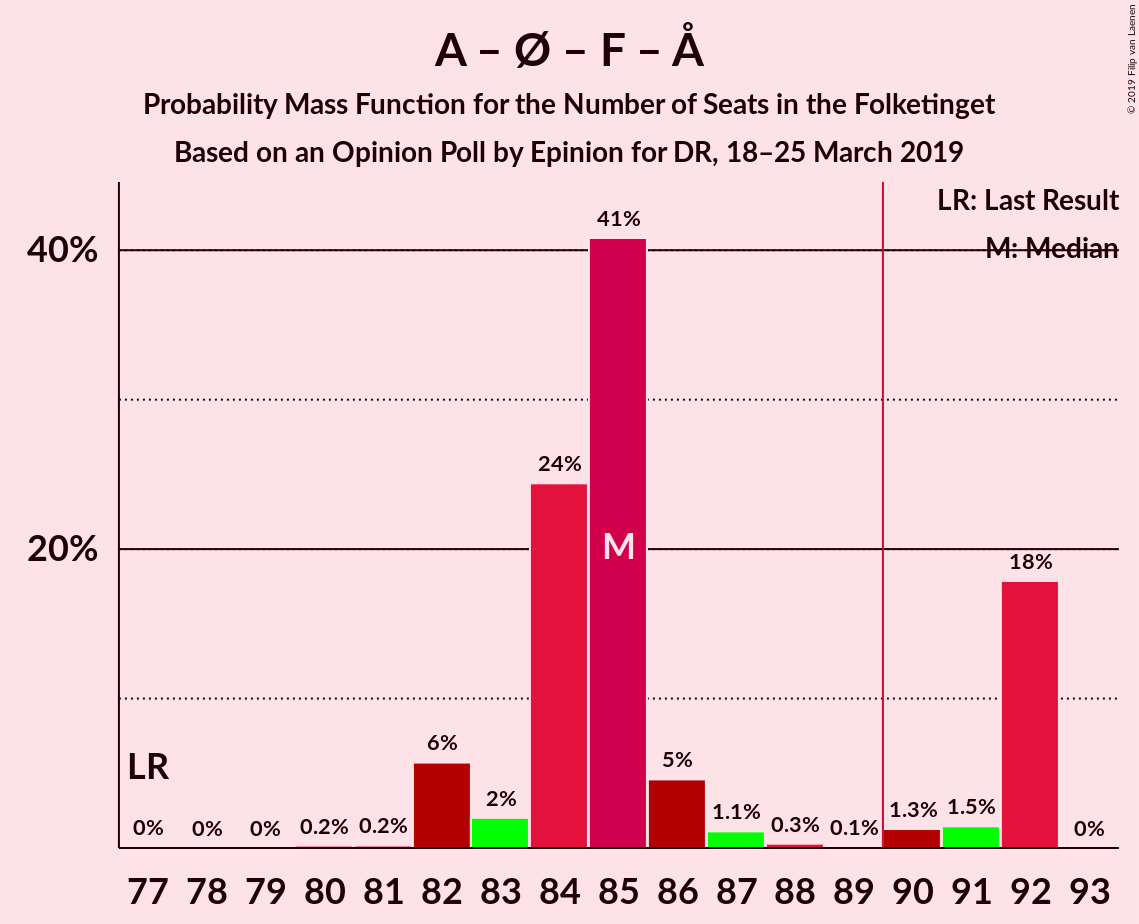 A – Ø – F – Å
Probability Mass Function for the Number of Seats in the Folketinget
Based on an Opinion Poll by Epinion for DR, 18–25 March 2019
© 2019 Filip van Laenen
LR: Last Result
M: Median
40%
20%
41%
24%
M
18%
LR
0%
0%
0%
0.2%
0.2%
6%
2%
5%
1.1%
0.3%
0.1%
1.3%
1.5%
0%
77 78 79 80 81 82 83 84 85 86 87 88 89 90 91 92 93